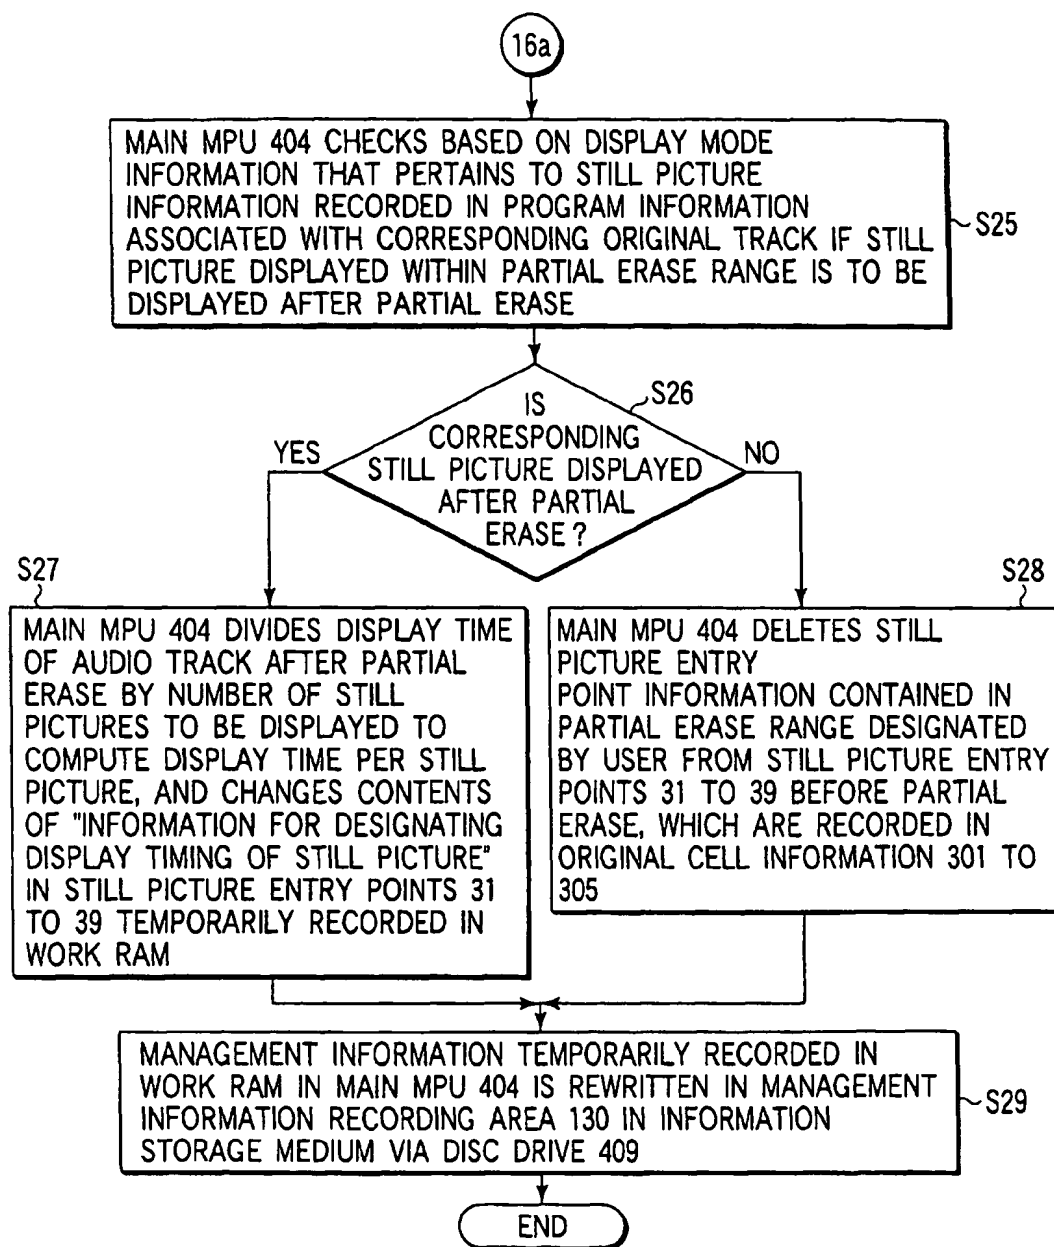 16a
MAIN MPU 404 CHECKS BASED ON DISPLAY MODE
INFORMATION THAT PERTAINS TO STILL PICTURE
INFORMATION RECORDED IN PROGRAM INFORMATION
ASSOCIATED WITH CORRESPONDING ORIGINAL TRACK IF STILL
PICTURE DISPLAYED WITHIN PARTIAL ERASE RANGE IS TO BE
DISPLAYED AFTER PARTIAL ERASE
S25
S26
IS
CORRESPONDING
STILL PICTURE DISPLAYED
AFTER PARTIAL
ERASE?
YES
NO
S27
MAIN MPU 404 DIVIDES DISPLAY TIME
OF AUDIO TRACK AFTER PARTIAL
ERASE BY NUMBER OF STILL
PICTURES TO BE DISPLAYED TO
COMPUTE DISPLAY TIME PER STILL
PICTURE, AND CHANGES CONTENTS
OF "INFORMATION FOR DESIGNATING
DISPLAY TIMING OF STILL PICTURE"
IN STILL PICTURE ENTRY POINTS 31
TO 39 TEMPORARILY RECORDED IN
WORK RAM
S28
MAIN MPU 404 DELETES STILL
PICTURE ENTRY
POINT INFORMATION CONTAINED IN
PARTIAL ERASE RANGE DESIGNATED
BY USER FROM STILL PICTURE ENTRY
POINTS 31 TO 39 BEFORE PARTIAL
ERASE, WHICH ARE RECORDED IN
ORIGINAL CELL INFORMATION 301 TO
305
MANAGEMENT INFORMATION TEMPORARILY RECORDED IN
WORK RAM IN MAIN MPU 404 IS REWRITTEN IN MANAGEMENT
INFORMATION RECORDING AREA 130 IN INFORMATION
STORAGE MEDIUM VIA DISC DRIVE 409
S29
END